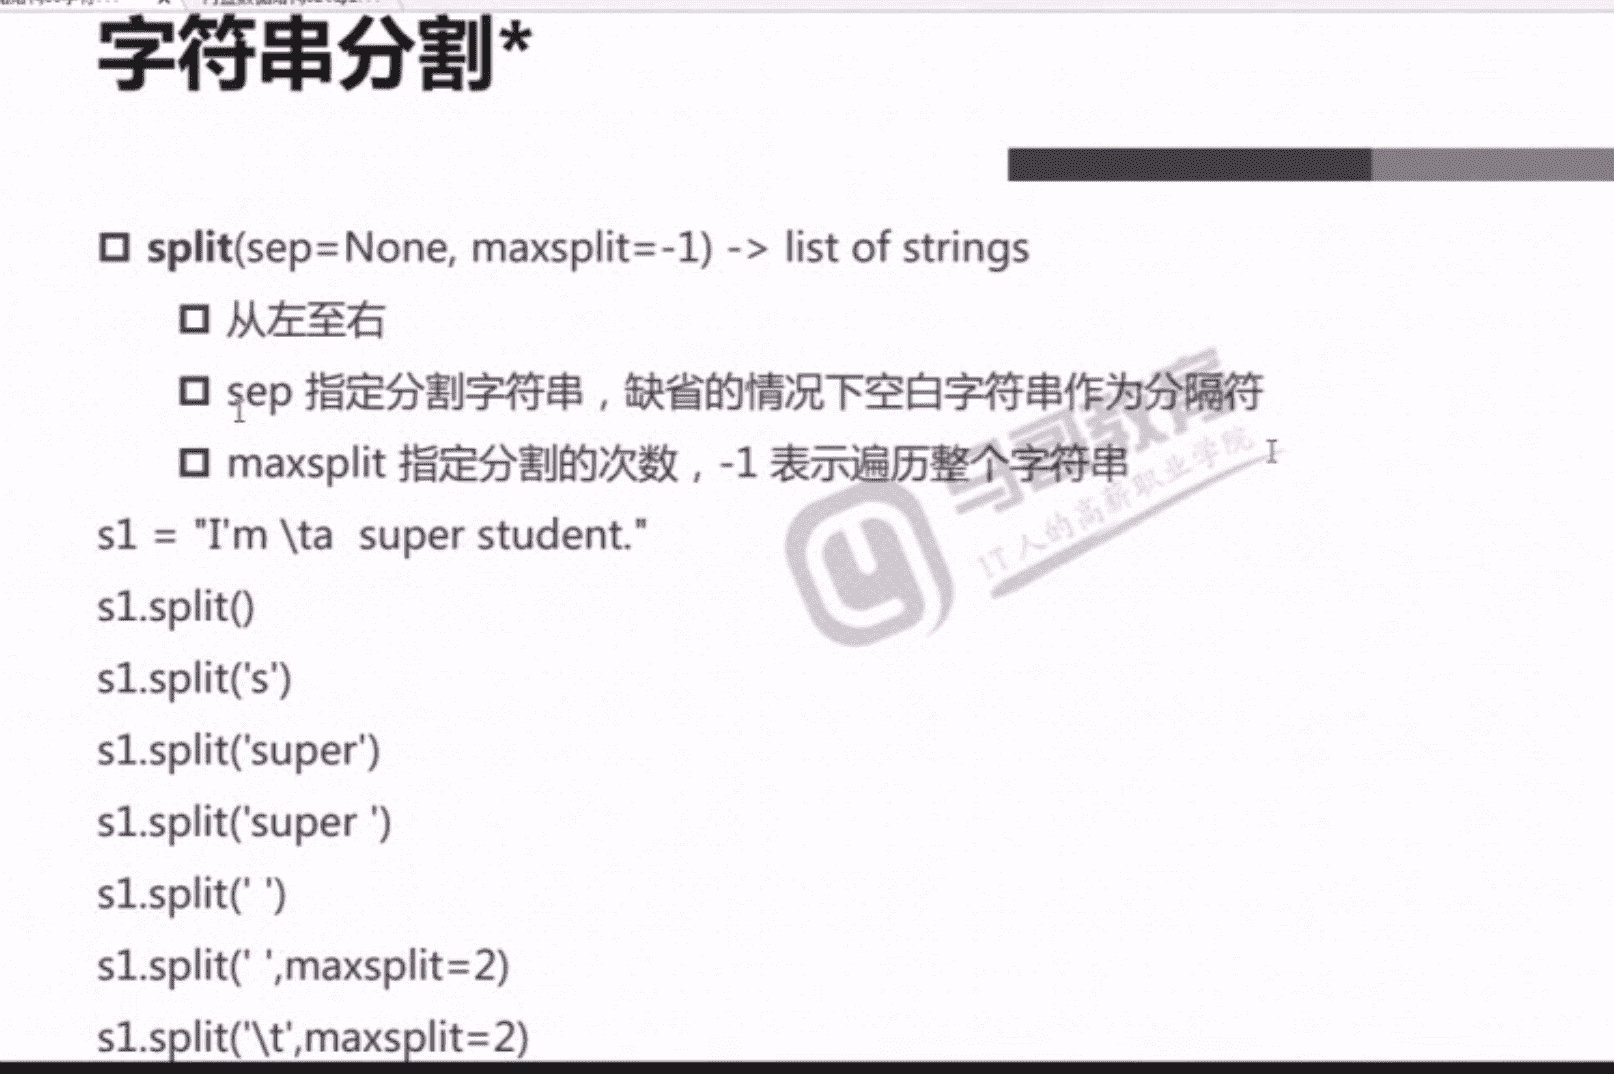 字符串分割*
split(sep=None, maxsplit=-1) -> list of strings
从左至右
sep 指定分割字符串，缺省的情况下空白字符串作为分隔符
maxsplit 指定分割的次数，-1 表示遍历整个字符串
马哥教育
IT人的高薪职业学院
s1 = "I'm \ta  super student."
s1.split()
s1.split('s')
s1.split('super')
s1.split('super ')
s1.split(' ')
s1.split(' ',maxsplit=2)
s1.split('\t',maxsplit=2)